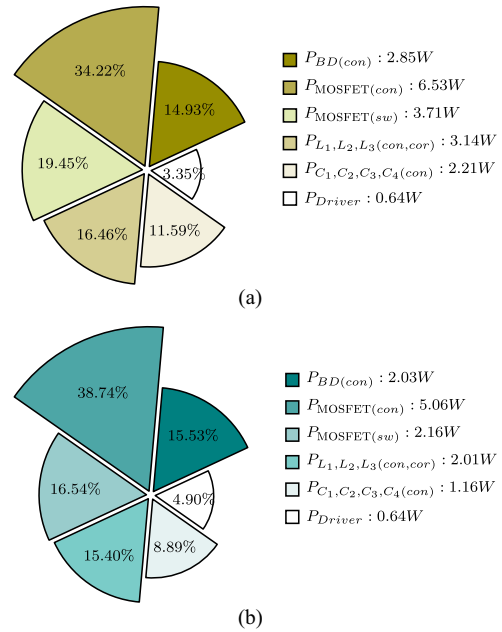 34.22%
14.93%
19.45%
3.35%
16.46%
11.59%
P_{BD(con)} : 2.85W
P_{MOSFET(con)} : 6.53W
P_{MOSFET(sw)} : 3.71W
P_{L_1,L_2,L_3(con,cor)} : 3.14W
P_{C_1,C_2,C_3,C_4(con)} : 2.21W
P_{Driver} : 0.64W
(a)
38.74%
15.53%
16.54%
4.90%
15.40%
8.89%
P_{BD(con)} : 2.03W
P_{MOSFET(con)} : 5.06W
P_{MOSFET(sw)} : 2.16W
P_{L_1,L_2,L_3(con,cor)} : 2.01W
P_{C_1,C_2,C_3,C_4(con)} : 1.16W
P_{Driver} : 0.64W
(b)